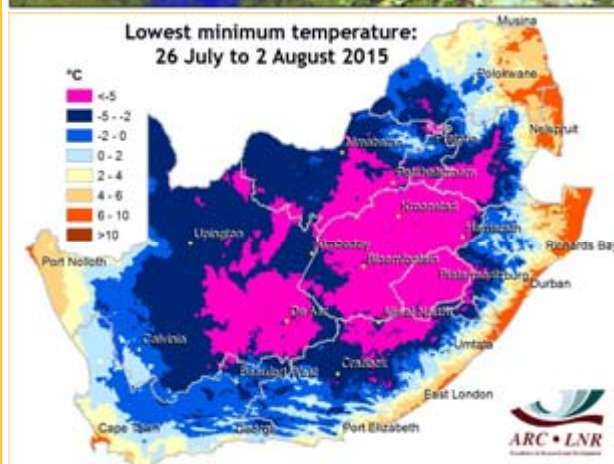 Lowest minimum temperature:
26 July to 2 August 2015
°C
<-5
-5 - -2
-2 - 0
0 - 2
2 - 4
4 - 6
6 - 10
>10
Musina
Polokwane
Nelspruit
Mmabatho
Kroonstad
Upington
Bloemfontein
Richards Bay
Port Nolloth
Durban
De Aar
Calvinia
Umtata
Cradock
East London
Cape Town
George
Port Elizabeth
ARC • LNR